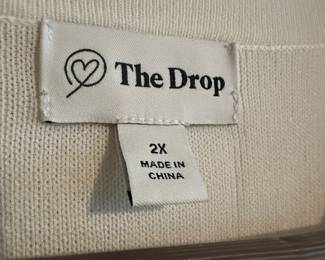 The Drop
2X
MADE IN
CHINA